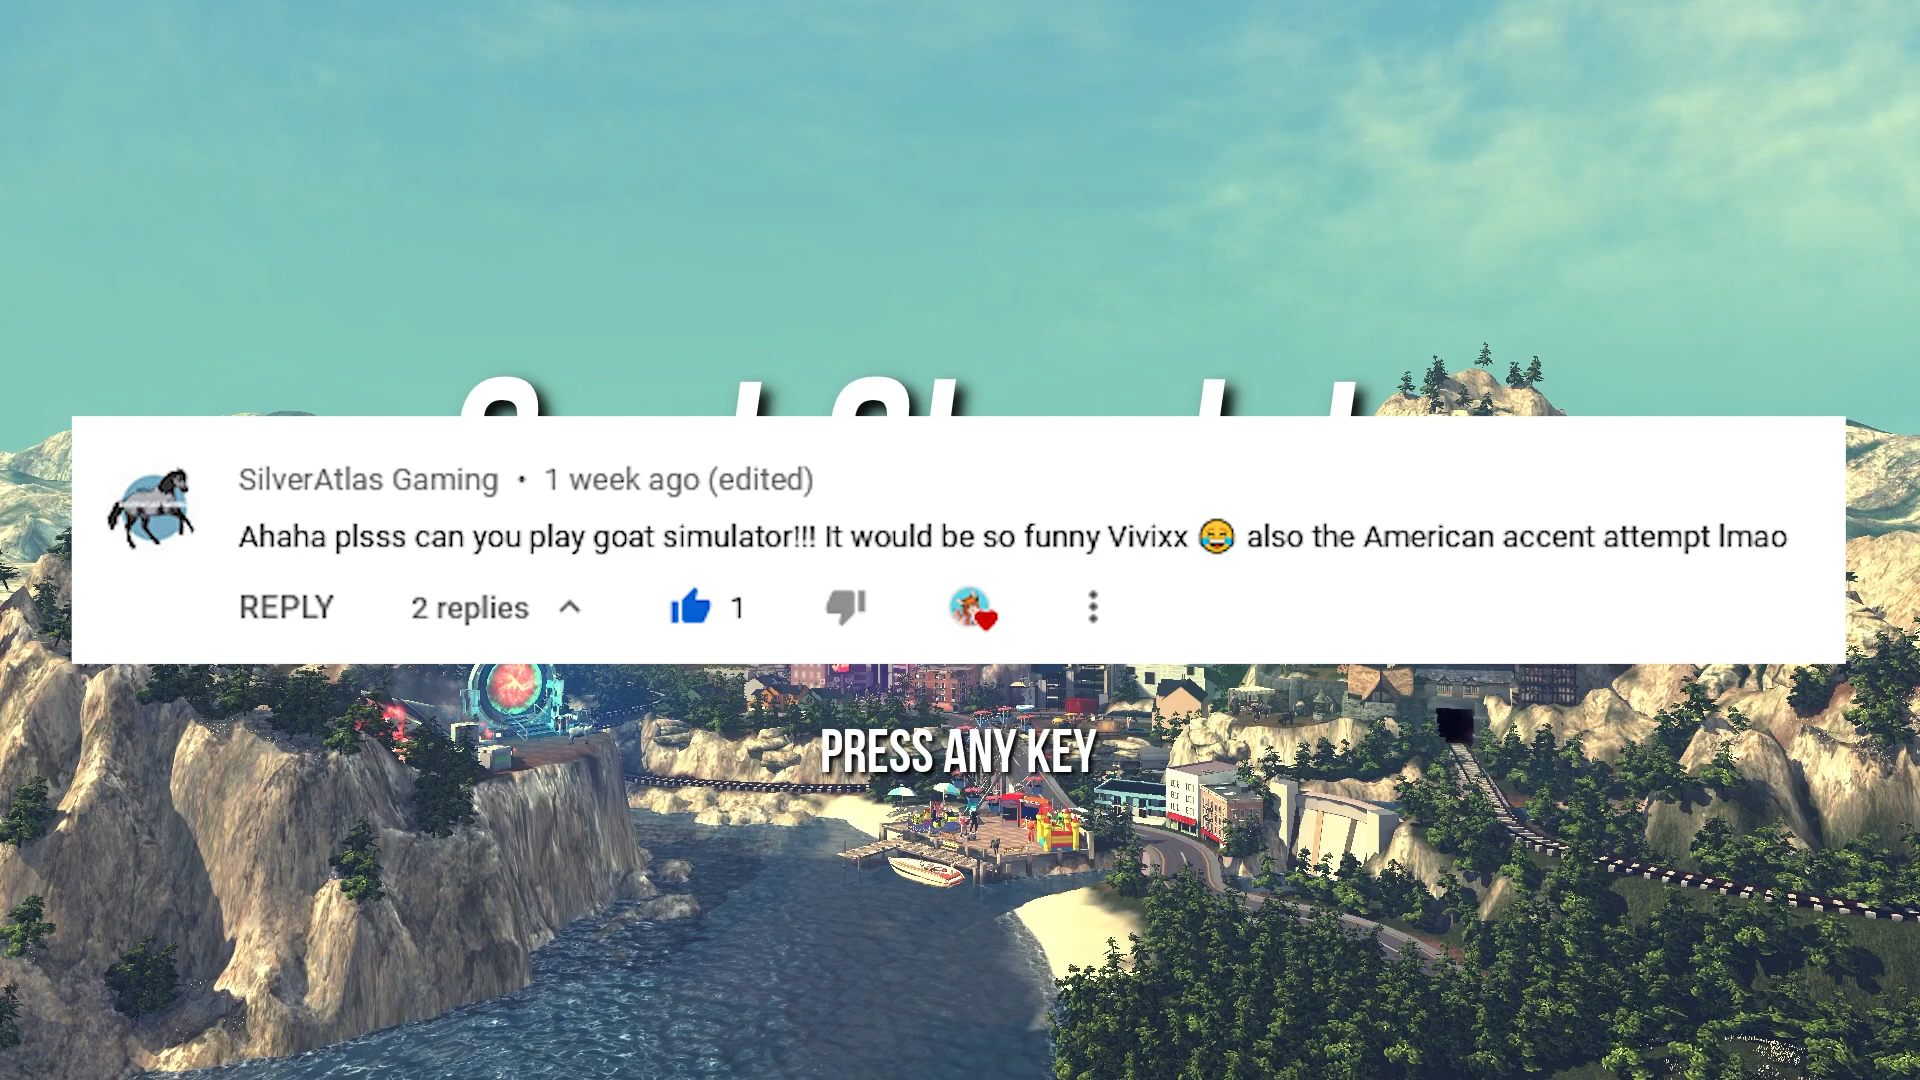 SilverAtlas Gaming • 1 week ago (edited)
Ahaha plsss can you play goat simulator!!! It would be so funny Vivixx 😂 also the American accent attempt lmao
REPLY 2 replies 1
PRESS ANY KEY